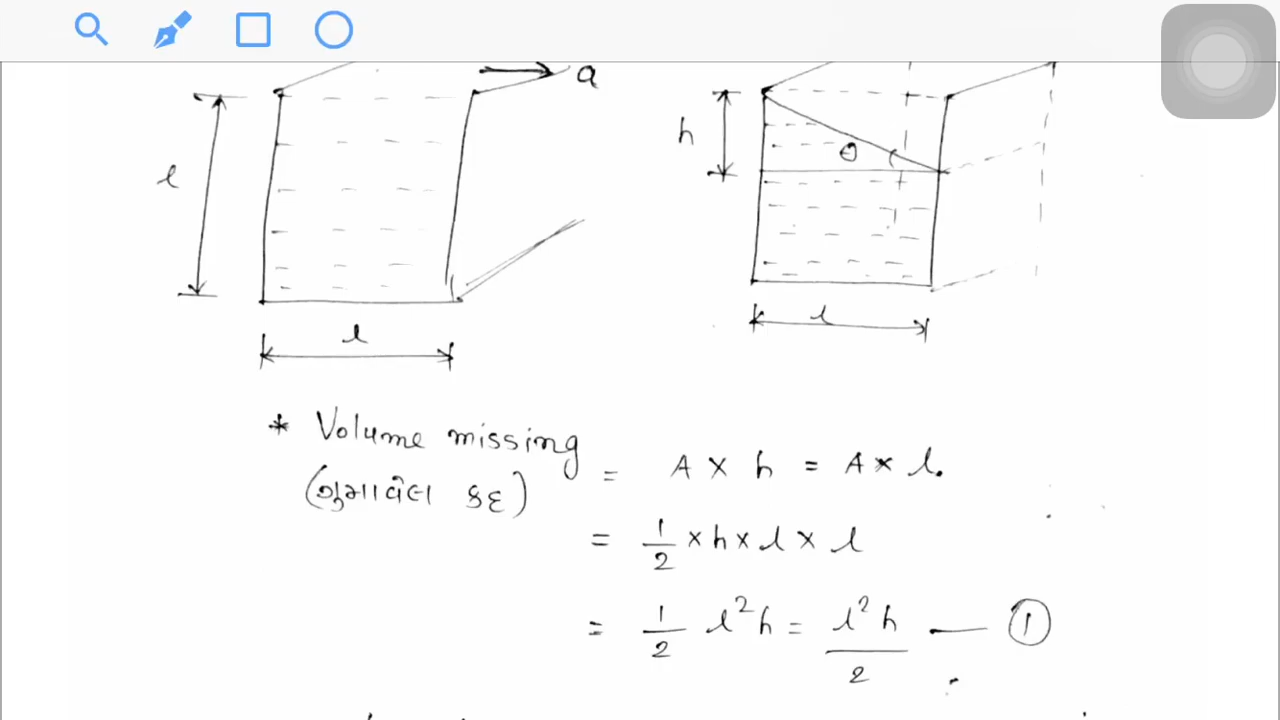 a
l
h
θ
l
l
* Volume missing
(ગુમાવેલ કદ)
= A × h = A × l.
= 1/2 × h × l × l
= 1/2 l²h = l²h/2 — ①